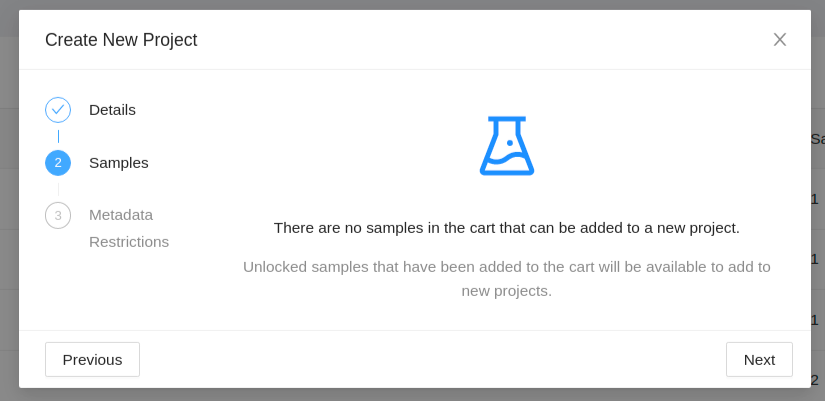 Create New Project
Details
2
Samples
3
Metadata
Restrictions
There are no samples in the cart that can be added to a new project.
Unlocked samples that have been added to the cart will be available to add to
new projects.
Previous
Next
1
1
1
2